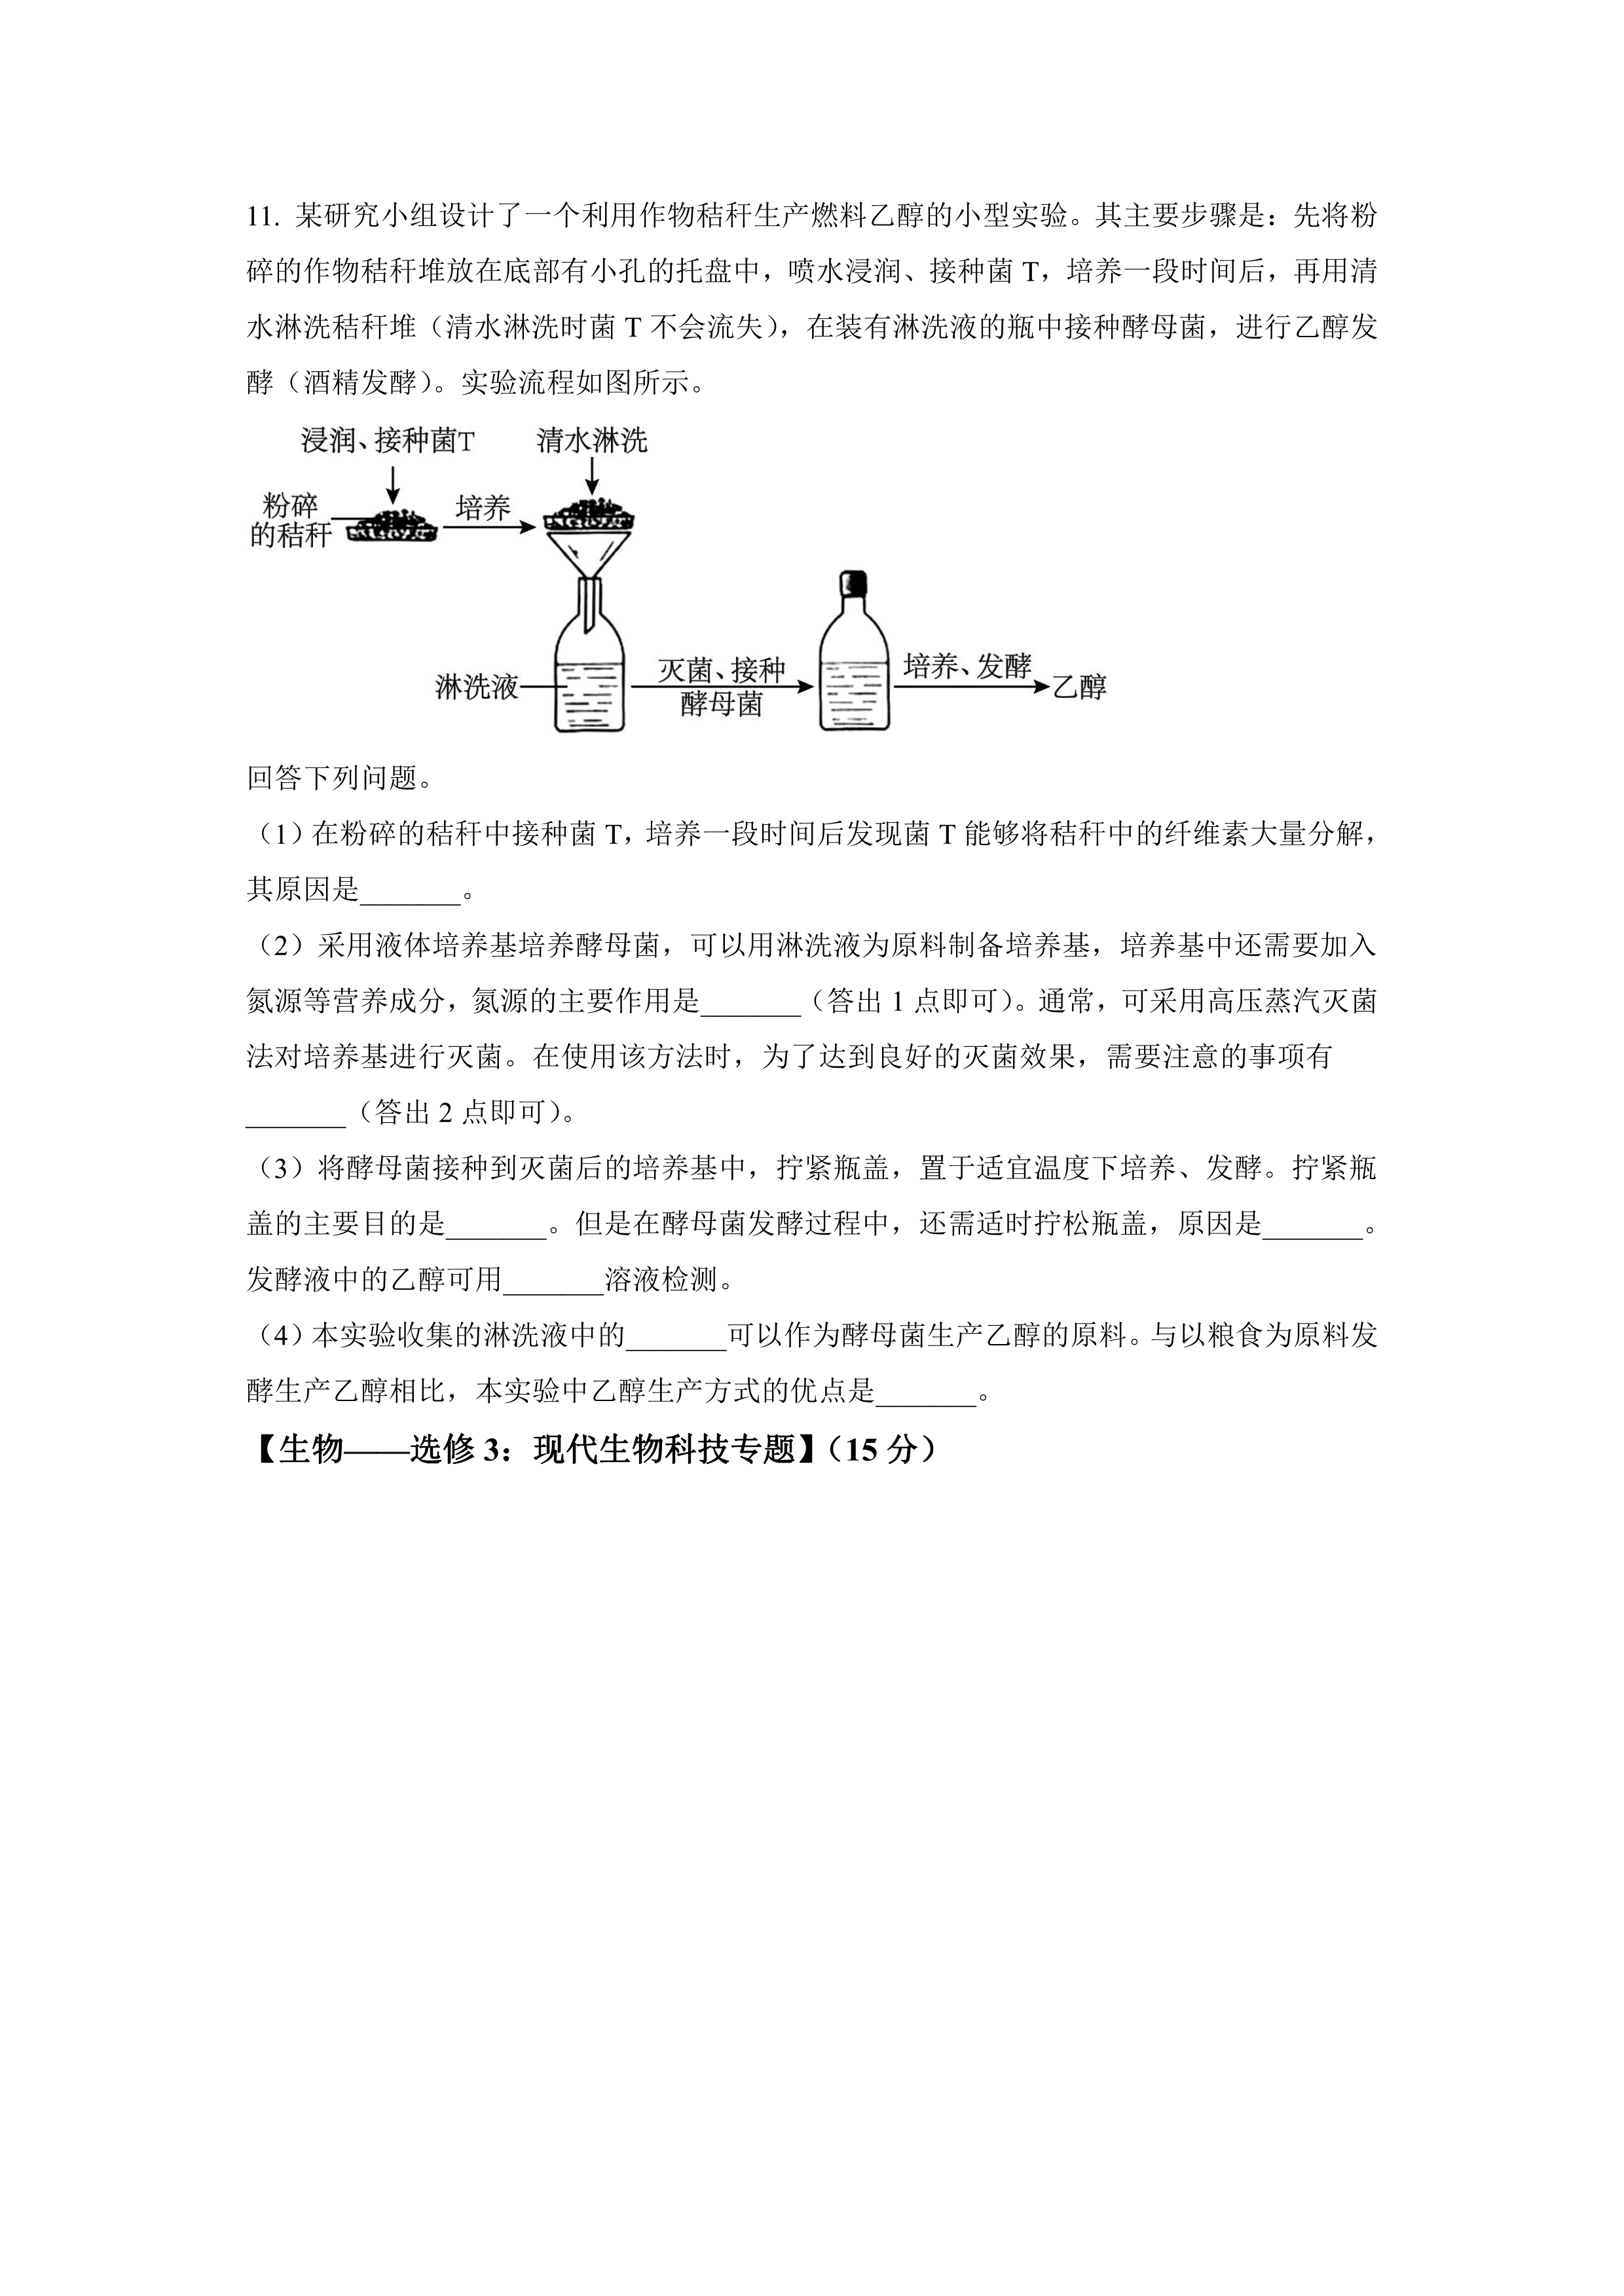 11. 某研究小组设计了一个利用作物秸秆生产燃料乙醇的小型实验。其主要步骤是：先将粉
碎的作物秸秆堆放在底部有小孔的托盘中，喷水浸润、接种菌 T，培养一段时间后，再用清
水淋洗秸秆堆（清水淋洗时菌 T 不会流失），在装有淋洗液的瓶中接种酵母菌，进行乙醇发
酵（酒精发酵）。实验流程如图所示。
浸润、接种菌T
清水淋洗
粉碎
的秸秆
培养
淋洗液
灭菌、接种
酵母菌
培养、发酵
乙醇
回答下列问题。
（1）在粉碎的秸秆中接种菌 T，培养一段时间后发现菌 T 能够将秸秆中的纤维素大量分解，
其原因是_______。
（2）采用液体培养基培养酵母菌，可以用淋洗液为原料制备培养基，培养基中还需要加入
氮源等营养成分，氮源的主要作用是_______（答出 1 点即可）。通常，可采用高压蒸汽灭菌
法对培养基进行灭菌。在使用该方法时，为了达到良好的灭菌效果，需要注意的事项有
_______（答出 2 点即可）。
（3）将酵母菌接种到灭菌后的培养基中，拧紧瓶盖，置于适宜温度下培养、发酵。拧紧瓶
盖的主要目的是_______。但是在酵母菌发酵过程中，还需适时拧松瓶盖，原因是_______。
发酵液中的乙醇可用_______溶液检测。
（4）本实验收集的淋洗液中的_______可以作为酵母菌生产乙醇的原料。与以粮食为原料发
酵生产乙醇相比，本实验中乙醇生产方式的优点是_______。
【生物——选修 3：现代生物科技专题】（15 分）